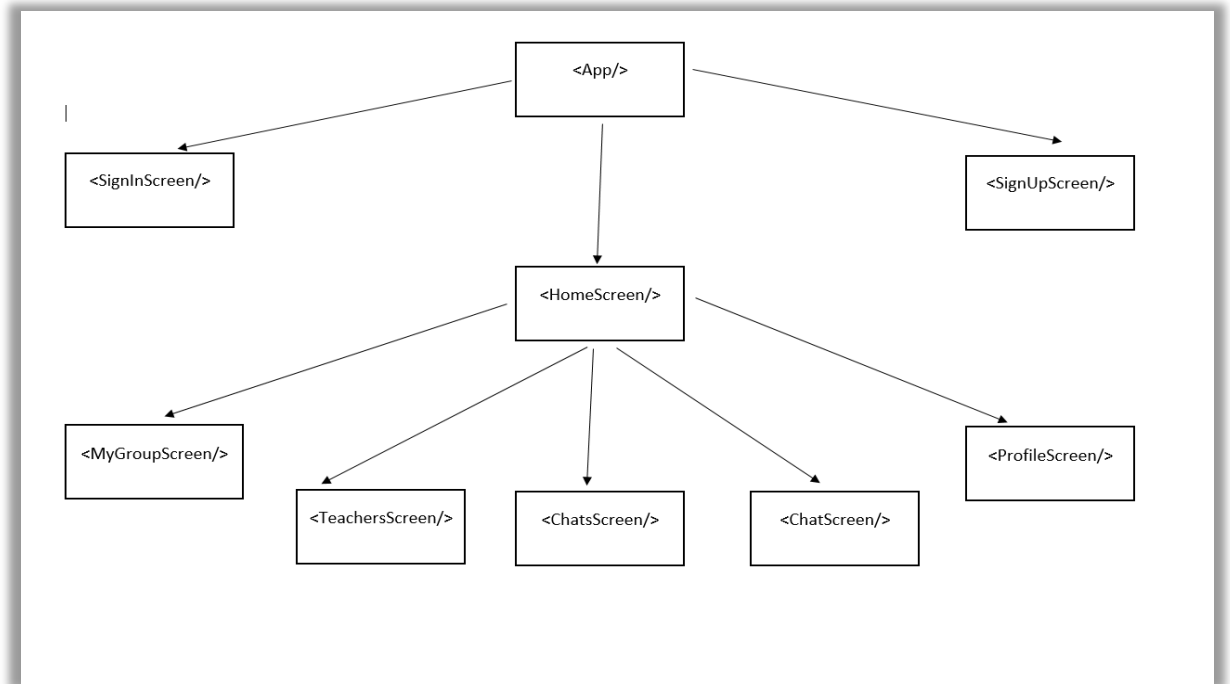 <App/>
<SignInScreen/>
<SignUpScreen/>
<HomeScreen/>
<MyGroupScreen/>
<ProfileScreen/>
<TeachersScreen/>
<ChatsScreen/>
<ChatScreen/>